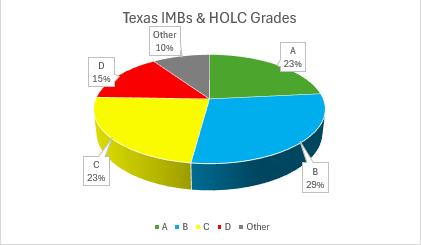 Texas IMBs & HOLC Grades
Other
10%
A
23%
D
15%
C
23%
B
29%
A B C D Other